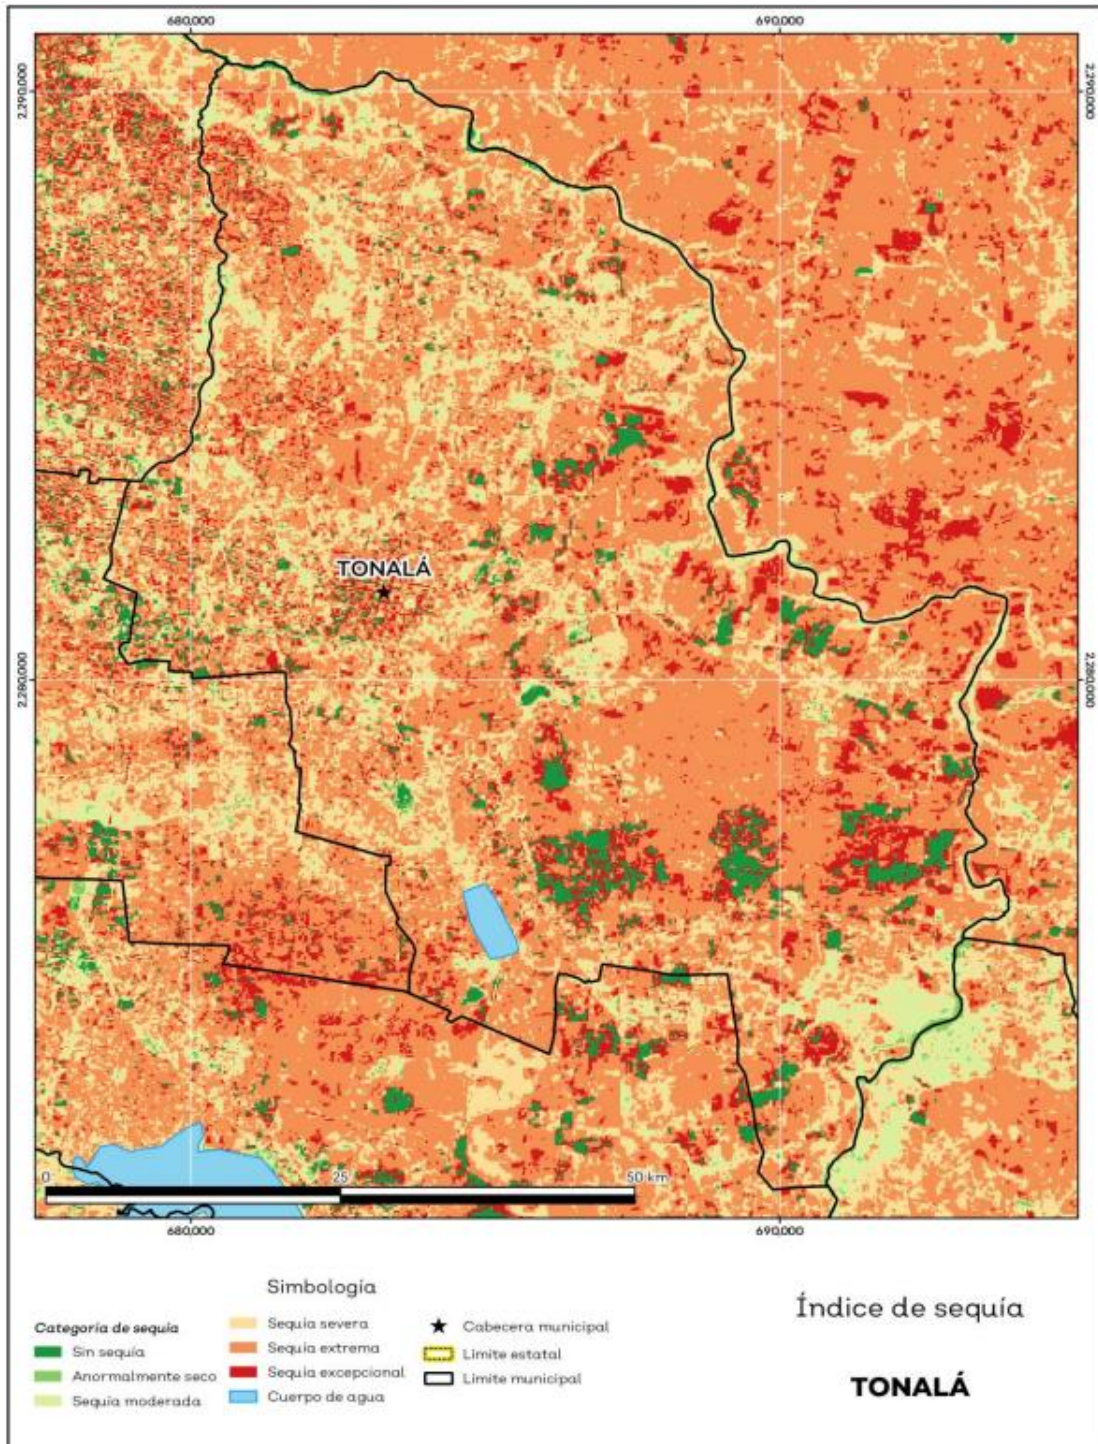 680,000 690,000
2,290,000 2,290,000
TONALÁ
2,280,000 2,280,000
0 25 50 km
680,000 690,000
Simbología
Categoría de sequía
Sin sequía
Anormalmente seco
Sequía moderada
Sequía severa
Sequía extrema
Sequía excepcional
Cuerpo de agua
Cabecera municipal
Límite estatal
Límite municipal
Índice de sequía
TONALÁ